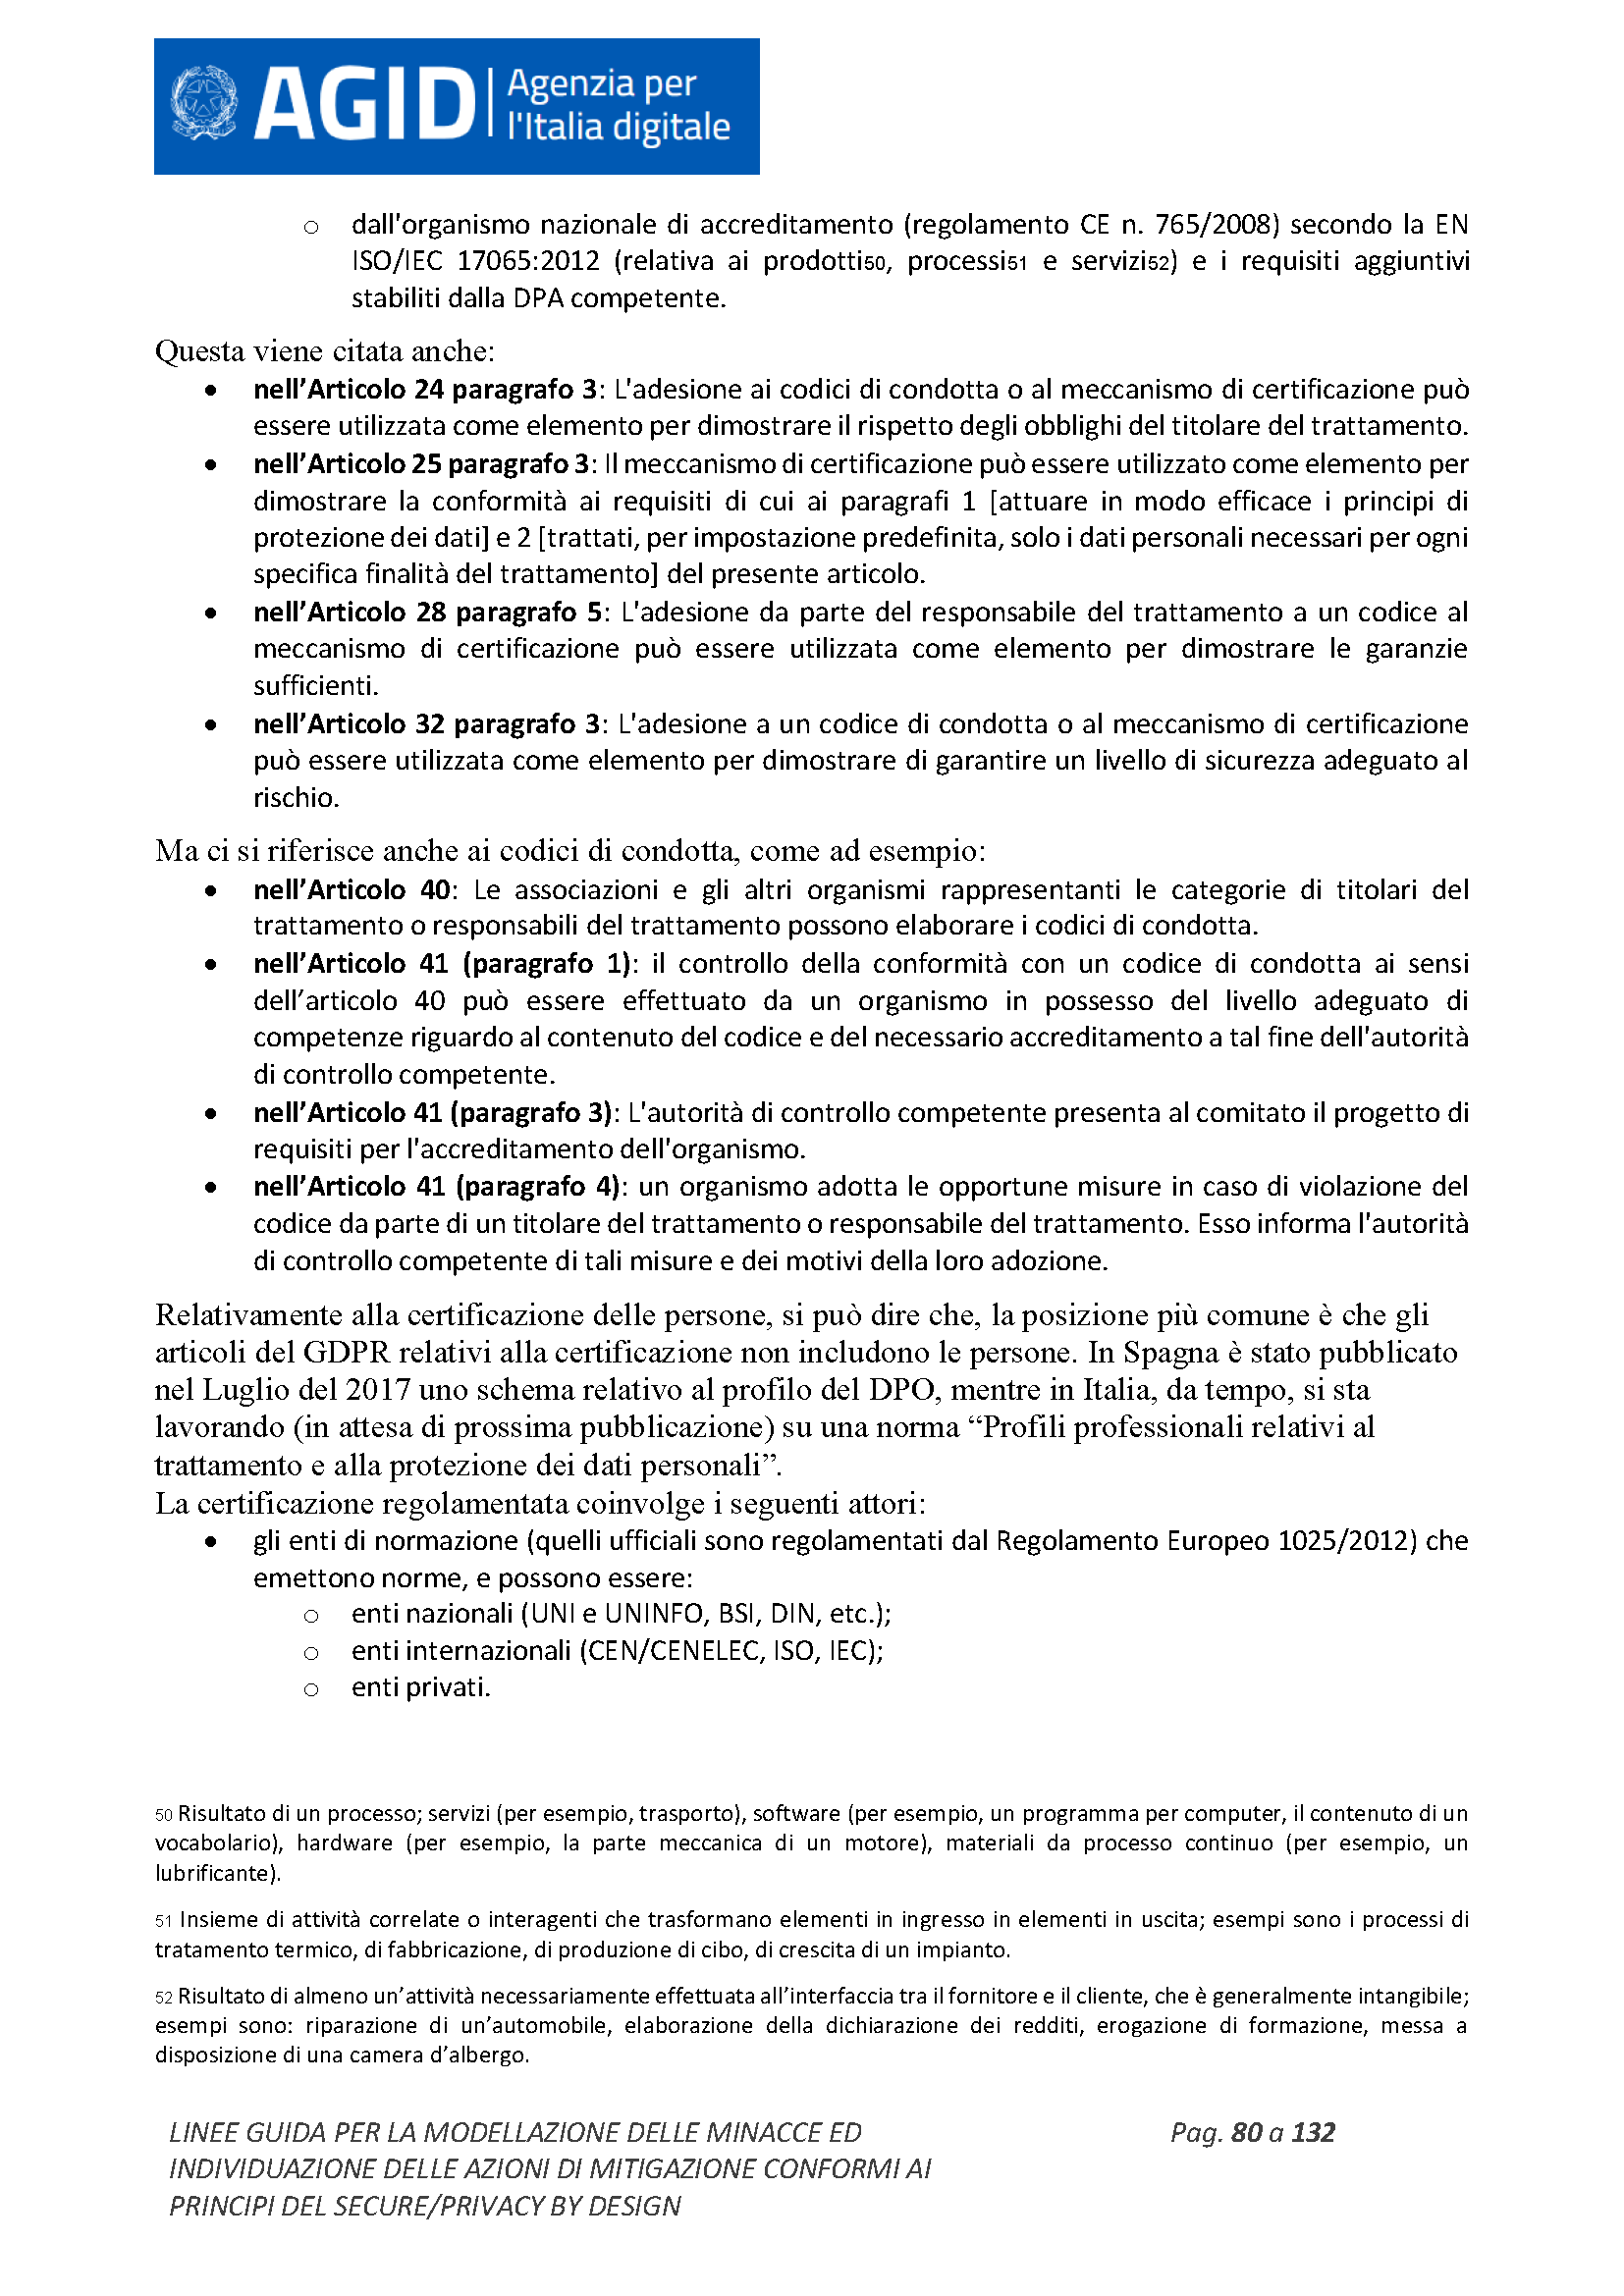 AGID Agenzia per
l'Italia digitale
o dall'organismo nazionale di accreditamento (regolamento CE n. 765/2008) secondo la EN
ISO/IEC 17065:2012 (relativa ai prodotti50, processi51 e servizi52) e i requisiti aggiuntivi
stabiliti dalla DPA competente.
Questa viene citata anche:
• nell’Articolo 24 paragrafo 3: L'adesione ai codici di condotta o al meccanismo di certificazione può
essere utilizzata come elemento per dimostrare il rispetto degli obblighi del titolare del trattamento.
• nell’Articolo 25 paragrafo 3: Il meccanismo di certificazione può essere utilizzato come elemento per
dimostrare la conformità ai requisiti di cui ai paragrafi 1 [attuare in modo efficace i principi di
protezione dei dati] e 2 [trattati, per impostazione predefinita, solo i dati personali necessari per ogni
specifica finalità del trattamento] del presente articolo.
• nell’Articolo 28 paragrafo 5: L'adesione da parte del responsabile del trattamento a un codice al
meccanismo di certificazione può essere utilizzata come elemento per dimostrare le garanzie
sufficienti.
• nell’Articolo 32 paragrafo 3: L'adesione a un codice di condotta o al meccanismo di certificazione
può essere utilizzata come elemento per dimostrare di garantire un livello di sicurezza adeguato al
rischio.
Ma ci si riferisce anche ai codici di condotta, come ad esempio:
• nell’Articolo 40: Le associazioni e gli altri organismi rappresentanti le categorie di titolari del
trattamento o responsabili del trattamento possono elaborare i codici di condotta.
• nell’Articolo 41 (paragrafo 1): il controllo della conformità con un codice di condotta ai sensi
dell’articolo 40 può essere effettuato da un organismo in possesso del livello adeguato di
competenze riguardo al contenuto del codice e del necessario accreditamento a tal fine dell'autorità
di controllo competente.
• nell’Articolo 41 (paragrafo 3): L'autorità di controllo competente presenta al comitato il progetto di
requisiti per l'accreditamento dell'organismo.
• nell’Articolo 41 (paragrafo 4): un organismo adotta le opportune misure in caso di violazione del
codice da parte di un titolare del trattamento o responsabile del trattamento. Esso informa l'autorità
di controllo competente di tali misure e dei motivi della loro adozione.
Relativamente alla certificazione delle persone, si può dire che, la posizione più comune è che gli
articoli del GDPR relativi alla certificazione non includono le persone. In Spagna è stato pubblicato
nel Luglio del 2017 uno schema relativo al profilo del DPO, mentre in Italia, da tempo, si sta
lavorando (in attesa di prossima pubblicazione) su una norma “Profili professionali relativi al
trattamento e alla protezione dei dati personali”.
La certificazione regolamentata coinvolge i seguenti attori:
• gli enti di normazione (quelli ufficiali sono regolamentati dal Regolamento Europeo 1025/2012) che
emettono norme, e possono essere:
o enti nazionali (UNI e UNINFO, BSI, DIN, etc.);
o enti internazionali (CEN/CENELEC, ISO, IEC);
o enti privati.
50 Risultato di un processo; servizi (per esempio, trasporto), software (per esempio, un programma per computer, il contenuto di un
vocabolario), hardware (per esempio, la parte meccanica di un motore), materiali da processo continuo (per esempio, un
lubrificante).
51 Insieme di attività correlate o interagenti che trasformano elementi in ingresso in elementi in uscita; esempi sono i processi di
tratamento termico, di fabbricazione, di produzione di cibo, di crescita di un impianto.
52 Risultato di almeno un’attività necessariamente effettuata all’interfaccia tra il fornitore e il cliente, che è generalmente intangibile;
esempi sono: riparazione di un’automobile, elaborazione della dichiarazione dei redditi, erogazione di formazione, messa a
disposizione di una camera d’albergo.
LINEE GUIDA PER LA MODELLAZIONE DELLE MINACCE ED Pag. 80 a 132
INDIVIDUAZIONE DELLE AZIONI DI MITIGAZIONE CONFORMI AI
PRINCIPI DEL SECURE/PRIVACY BY DESIGN